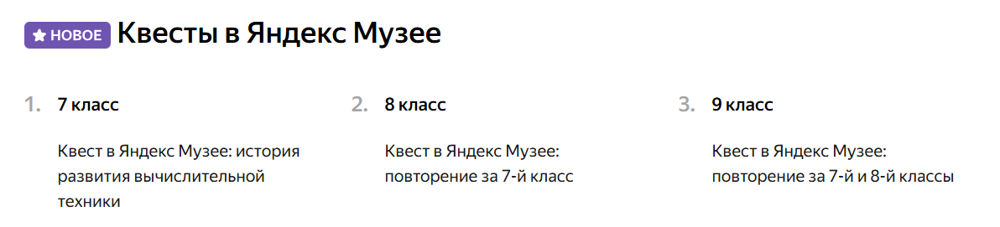 НОВОЕ Квесты в Яндекс Музее
1. 7 класс
Квест в Яндекс Музее: история
развития вычислительной
техники
2. 8 класс
Квест в Яндекс Музее:
повторение за 7-й класс
3. 9 класс
Квест в Яндекс Музее:
повторение за 7-й и 8-й классы